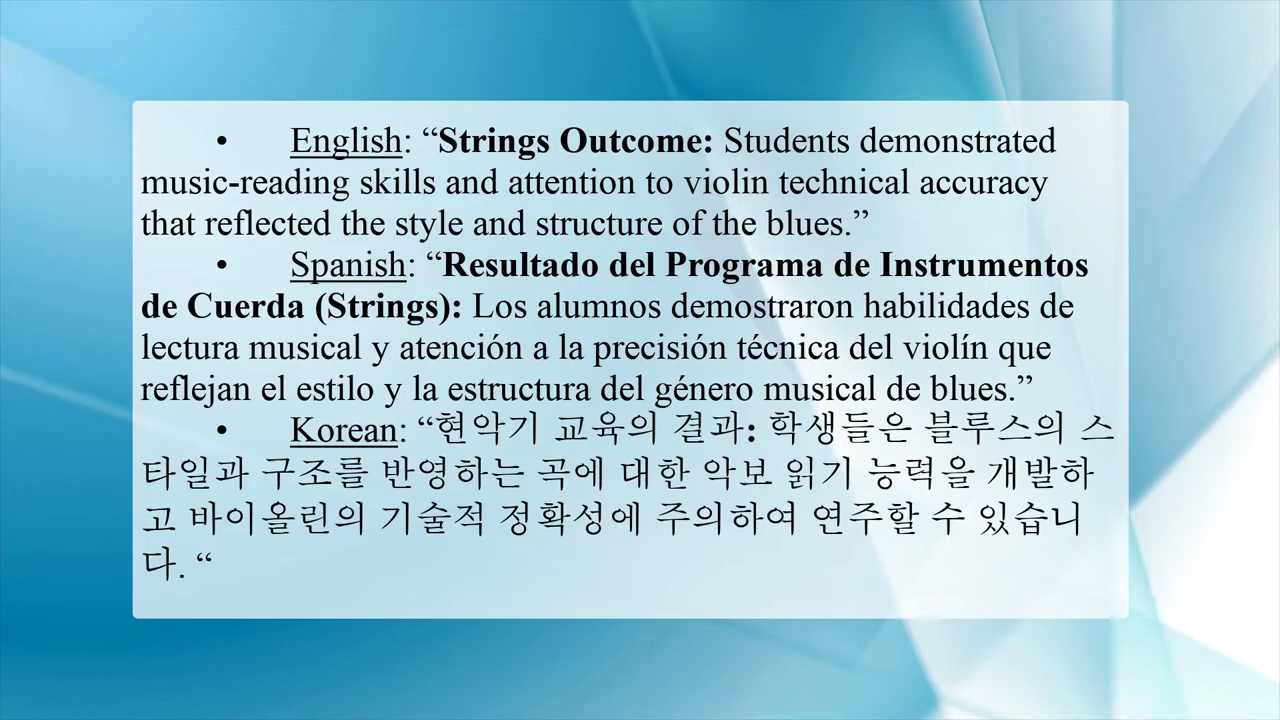 • English: “Strings Outcome: Students demonstrated
music-reading skills and attention to violin technical accuracy
that reflected the style and structure of the blues.”
• Spanish: “Resultado del Programa de Instrumentos
de Cuerda (Strings): Los alumnos demostraron habilidades de
lectura musical y atención a la precisión técnica del violín que
reflejan el estilo y la estructura del género musical de blues.”
• Korean: “현악기 교육의 결과: 학생들은 블루스의 스
타일과 구조를 반영하는 곡에 대한 악보 읽기 능력을 개발하
고 바이올린의 기술적 정확성에 주의하여 연주할 수 있습니
다. “